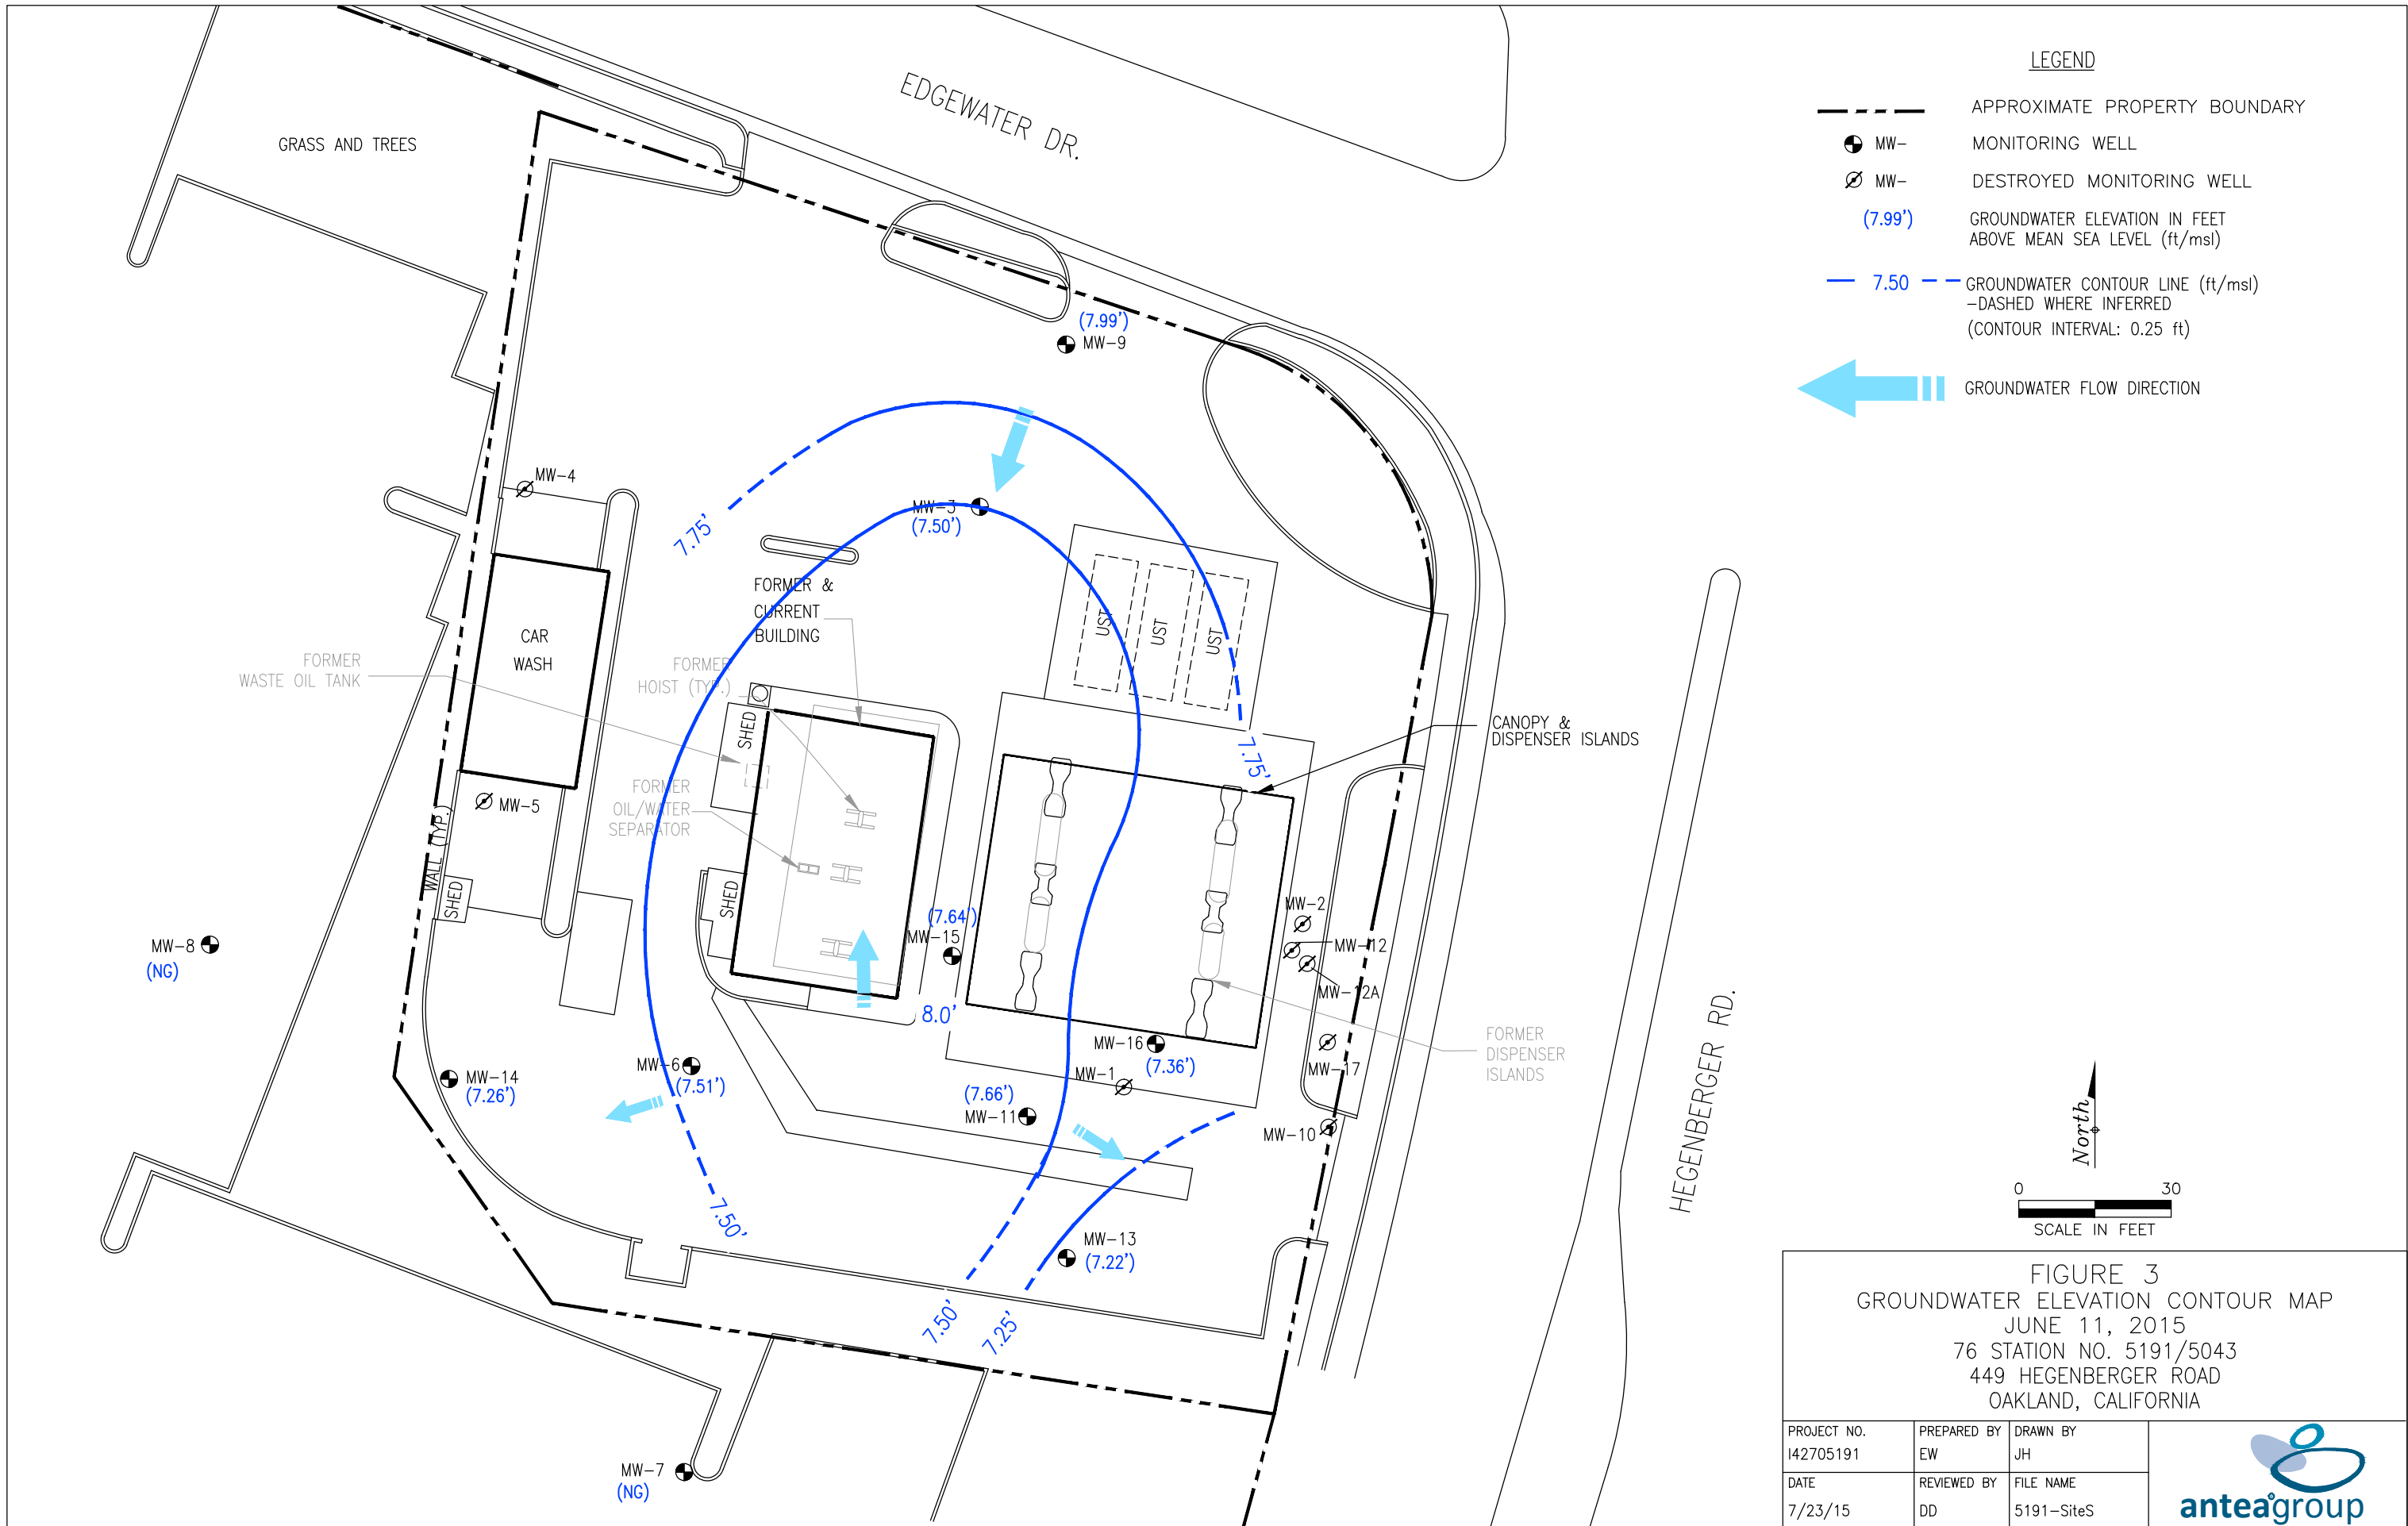 EDGEWATER DR.
GRASS AND TREES
LEGEND
APPROXIMATE PROPERTY BOUNDARY
MW- MONITORING WELL
MW- DESTROYED MONITORING WELL
(7.99') GROUNDWATER ELEVATION IN FEET
ABOVE MEAN SEA LEVEL (ft/msl)
7.50 GROUNDWATER CONTOUR LINE (ft/msl)
-DASHED WHERE INFERRED
(CONTOUR INTERVAL: 0.25 ft)
GROUNDWATER FLOW DIRECTION
(7.99')
MW-9
MW-4
MW-3
(7.50')
7.75'
FORMER &
CURRENT
BUILDING
UST
UST
UST
CAR
WASH
FORMER
WASTE OIL TANK
FORMER
HOIST (TYP.)
SHED
CANOPY &
DISPENSER ISLANDS
7.75'
FORMER
OIL/WATER
SEPARATOR
MW-5
WALL (TYP.)
SHED
SHED
(7.64')
MW-15
MW-2
MW-12
MW-12A
MW-8
(NG)
8.0'
MW-16
(7.36')
MW-17
FORMER
DISPENSER
ISLANDS
HEGENBERGER RD.
MW-6
(7.51')
MW-14
(7.26')
MW-1
(7.66')
MW-11
MW-10
7.50'
MW-13
(7.22')
7.50'
7.25'
MW-7
(NG)
North
0 30
SCALE IN FEET
FIGURE 3
GROUNDWATER ELEVATION CONTOUR MAP
JUNE 11, 2015
76 STATION NO. 5191/5043
449 HEGENBERGER ROAD
OAKLAND, CALIFORNIA
PROJECT NO.
I42705191
PREPARED BY
EW
DRAWN BY
JH
DATE
7/23/15
REVIEWED BY
DD
FILE NAME
5191-SiteS
anteagroup